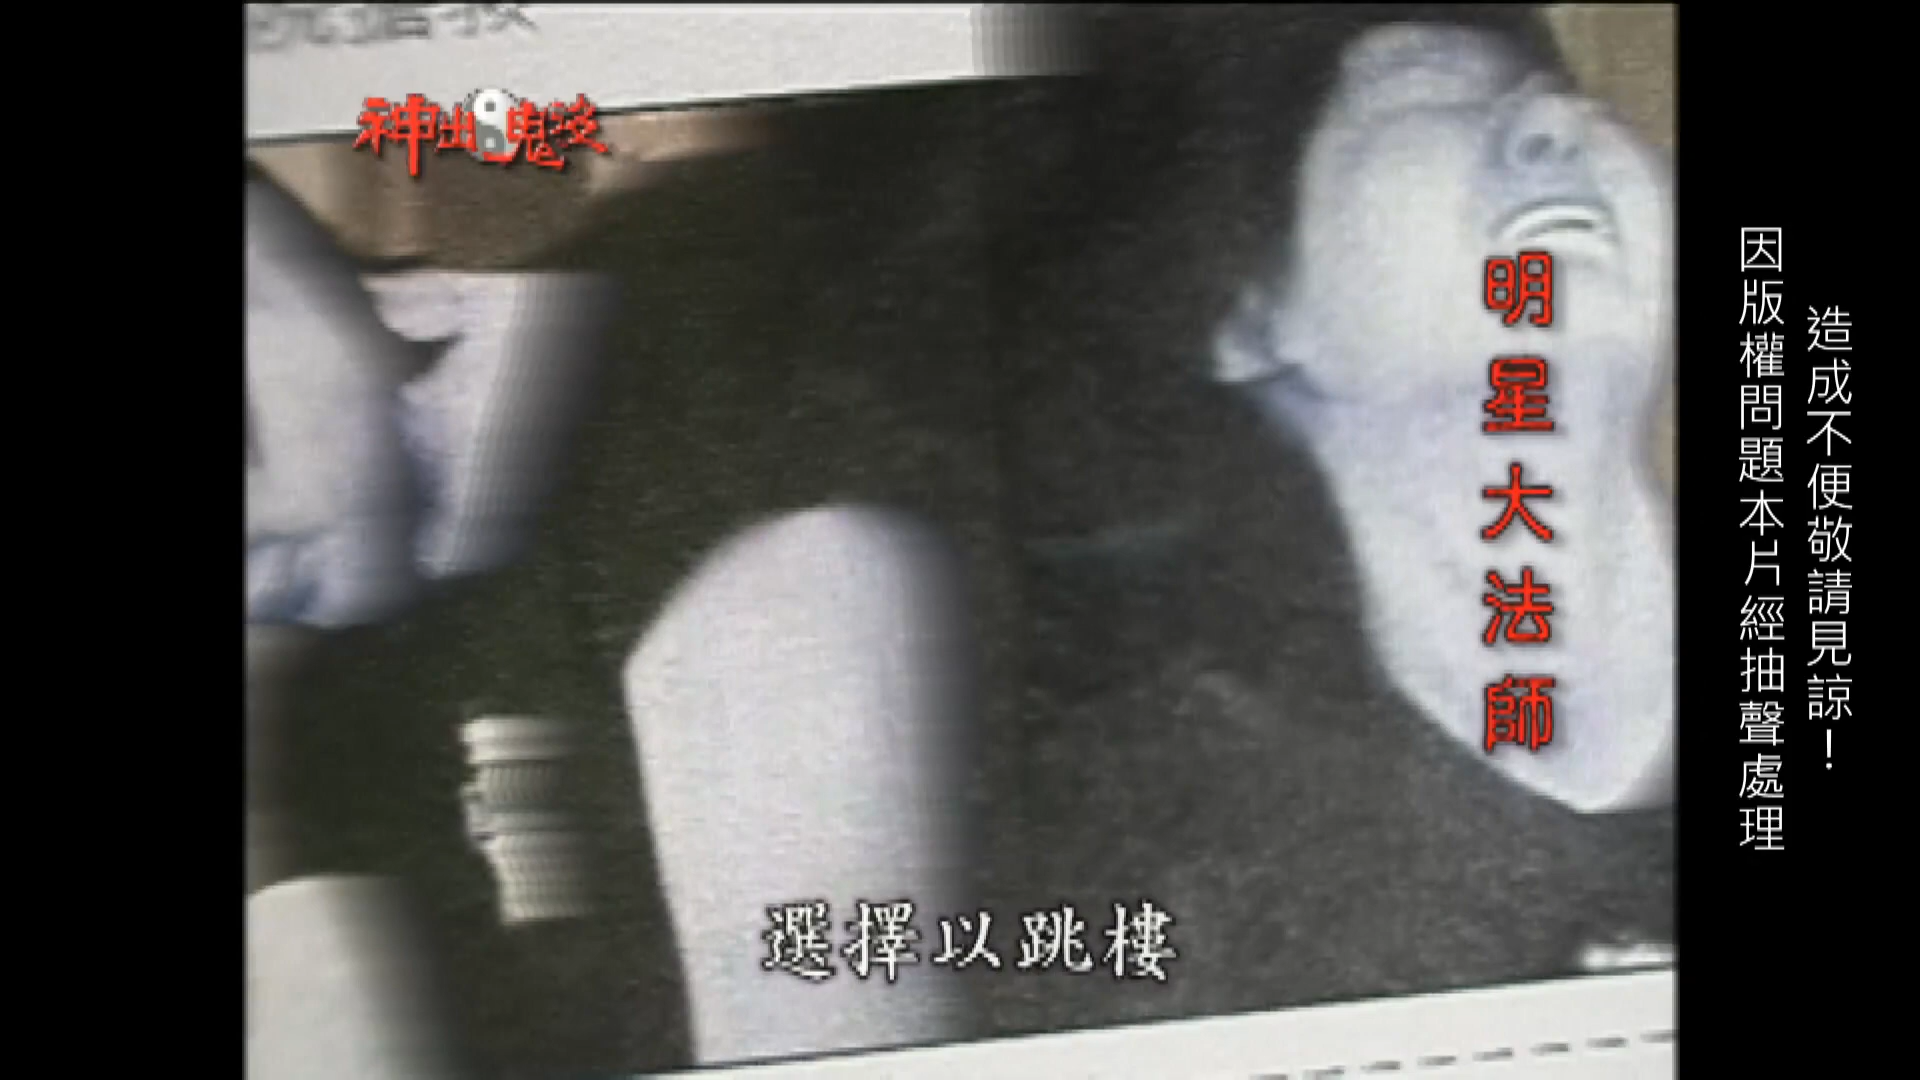 神出鬼沒
明星大法師
選擇以跳樓
因版權問題本片經抽聲處理
造成不便敬請見諒！